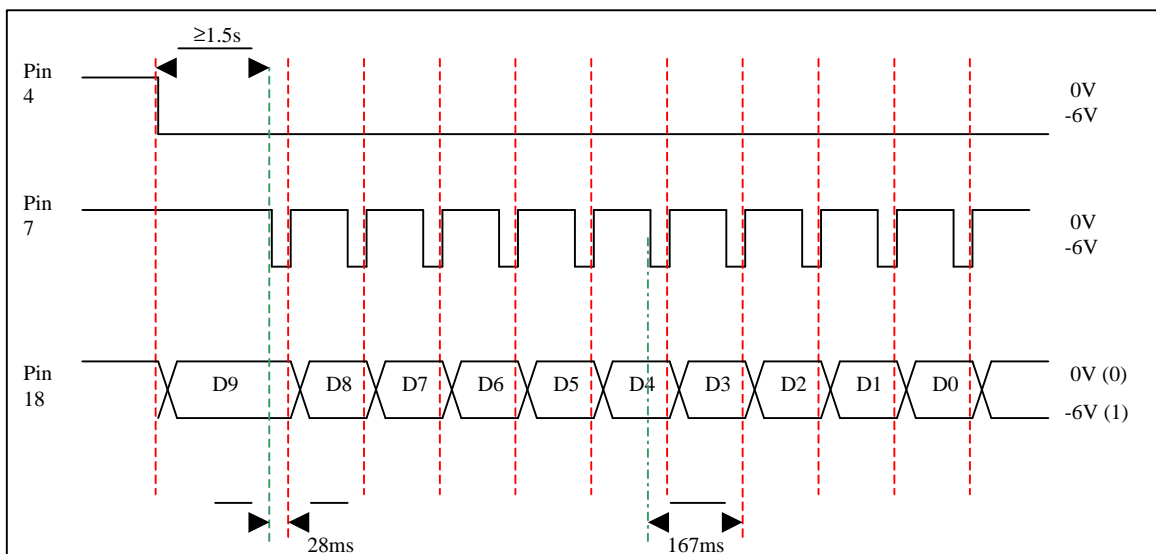 ≥1.5s
Pin
4
0V
-6V
Pin
7
0V
-6V
Pin
18
D9 D8 D7 D6 D5 D4 D3 D2 D1 D0
0V (0)
-6V (1)
28ms 167ms